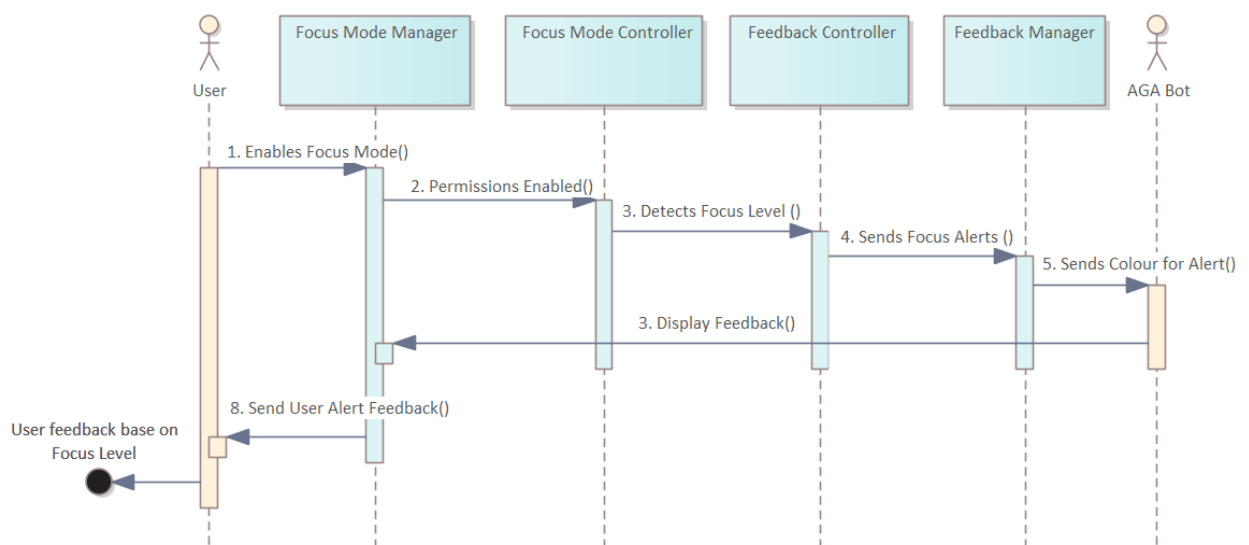 Focus Mode Manager
Focus Mode Controller
Feedback Controller
Feedback Manager
User
AGA Bot
1. Enables Focus Mode()
2. Permissions Enabled()
3. Detects Focus Level ()
4. Sends Focus Alerts ()
5. Sends Colour for Alert()
3. Display Feedback()
8. Send User Alert Feedback()
User feedback base on
Focus Level